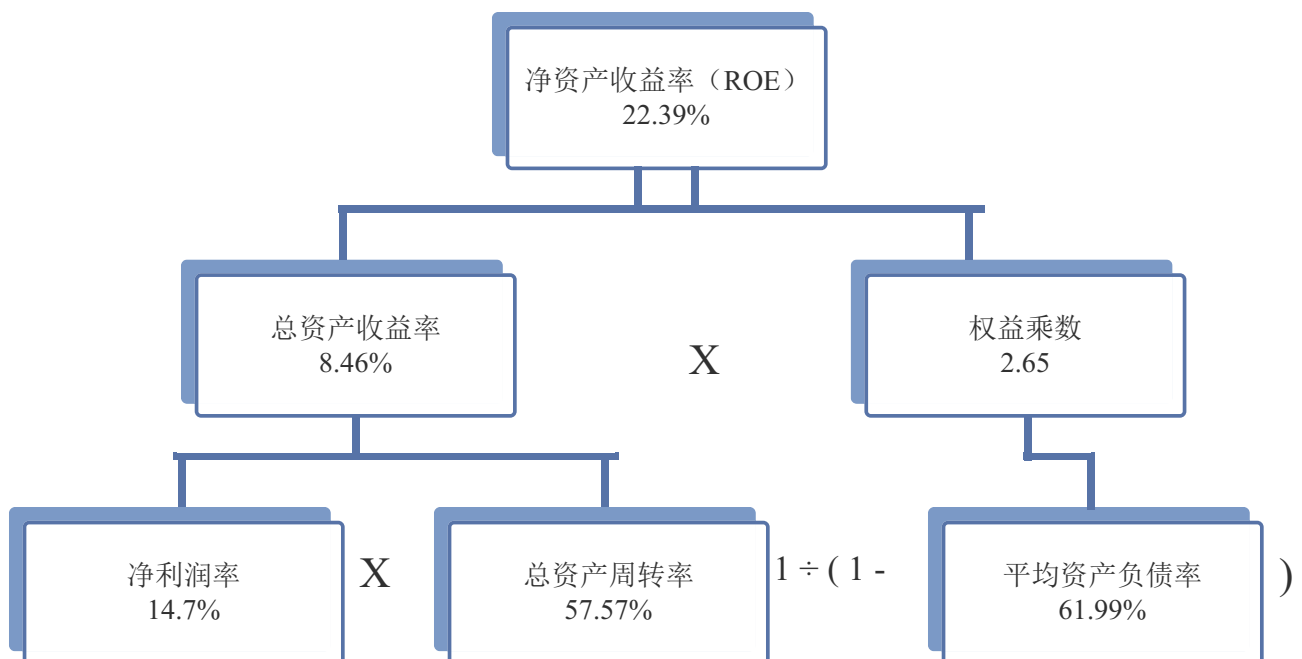 净资产收益率（ROE）
22.39%
总资产收益率
8.46%
X
权益乘数
2.65
净利润率
14.7%
X
总资产周转率
57.57%
1 ÷ ( 1 -
平均资产负债率
61.99%
)